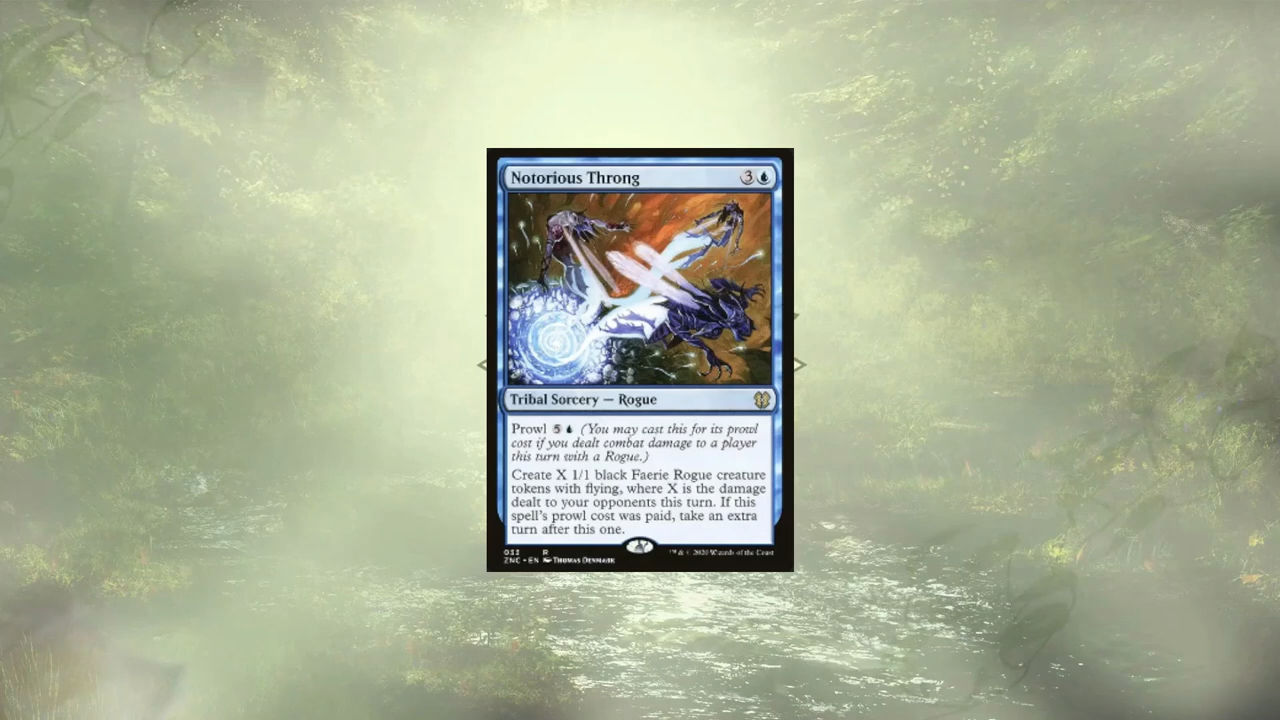 Notorious Throng 3
Tribal Sorcery — Rogue
Prowl 5 (You may cast this for its prowl
cost if you dealt combat damage to a player
this turn with a Rogue.)
Create X 1/1 black Faerie Rogue creature
tokens with flying, where X is the damage
dealt to your opponents this turn. If this
spell's prowl cost was paid, take an extra
turn after this one.
R
ZNC • EN THOMAS DENMARK
™ & © 2020 Wizards of the Coast